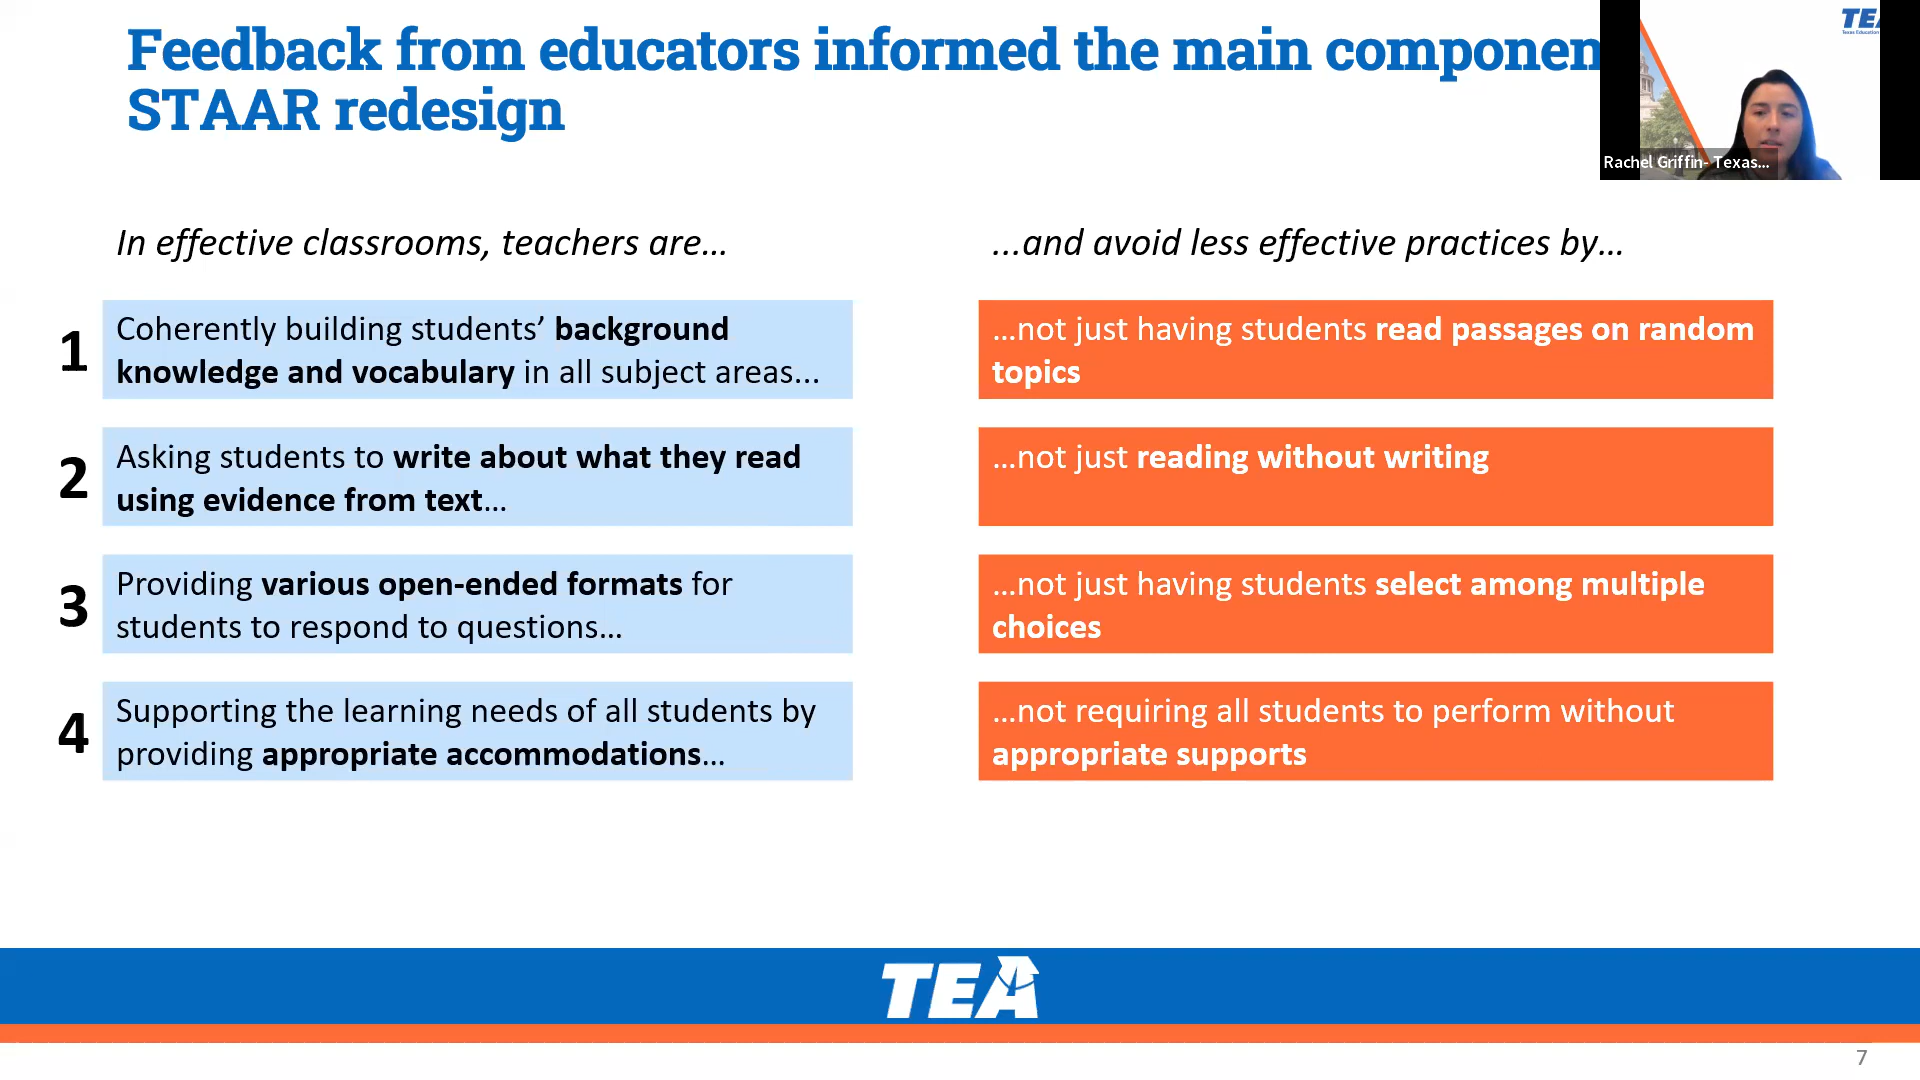 Feedback from educators informed the main componen
STAAR redesign
TEA
Rachel Griffin- Texas...
In effective classrooms, teachers are…
...and avoid less effective practices by…
1
Coherently building students’ background
knowledge and vocabulary in all subject areas...
…not just having students read passages on random
topics
2
Asking students to write about what they read
using evidence from text…
…not just reading without writing
3
Providing various open-ended formats for
students to respond to questions…
…not just having students select among multiple
choices
4
Supporting the learning needs of all students by
providing appropriate accommodations…
…not requiring all students to perform without
appropriate supports
TEA
7